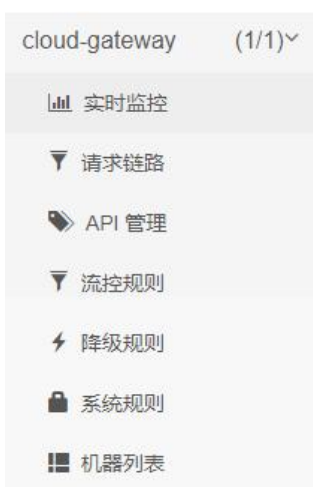 cloud-gateway (1/1)
实时监控
请求链路
API 管理
流控规则
降级规则
系统规则
机器列表